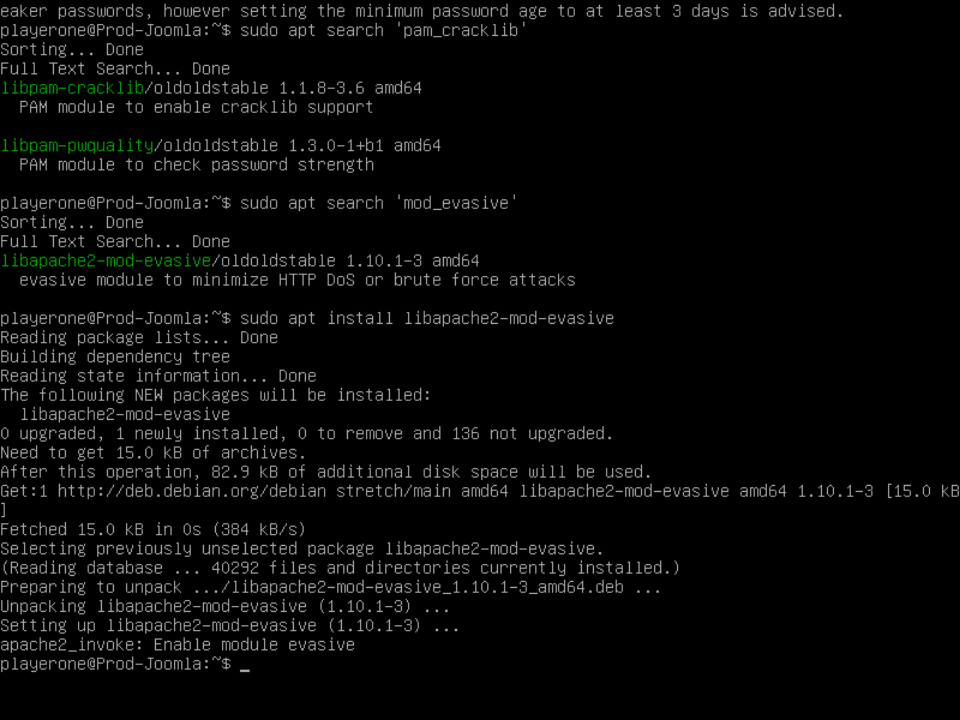 eaker passwords, however setting the minimum password age to at least 3 days is advised.
playerone@Prod-Joomla:~$ sudo apt search 'pam_cracklib'
Sorting... Done
Full Text Search... Done
libpam-cracklib/oldoldstable 1.1.8-3.6 amd64
  PAM module to enable cracklib support

libpam-pwquality/oldoldstable 1.3.0-1+b1 amd64
  PAM module to check password strength

playerone@Prod-Joomla:~$ sudo apt search 'mod_evasive'
Sorting... Done
Full Text Search... Done
libapache2-mod-evasive/oldoldstable 1.10.1-3 amd64
  evasive module to minimize HTTP DoS or brute force attacks

playerone@Prod-Joomla:~$ sudo apt install libapache2-mod-evasive
Reading package lists... Done
Building dependency tree
Reading state information... Done
The following NEW packages will be installed:
  libapache2-mod-evasive
0 upgraded, 1 newly installed, 0 to remove and 136 not upgraded.
Need to get 15.0 kB of archives.
After this operation, 82.9 kB of additional disk space will be used.
Get:1 http://deb.debian.org/debian stretch/main amd64 libapache2-mod-evasive amd64 1.10.1-3 [15.0 kB
]
Fetched 15.0 kB in 0s (384 kB/s)
Selecting previously unselected package libapache2-mod-evasive.
(Reading database ... 40292 files and directories currently installed.)
Preparing to unpack .../libapache2-mod-evasive_1.10.1-3_amd64.deb ...
Unpacking libapache2-mod-evasive (1.10.1-3) ...
Setting up libapache2-mod-evasive (1.10.1-3) ...
apache2_invoke: Enable module evasive
playerone@Prod-Joomla:~$ _